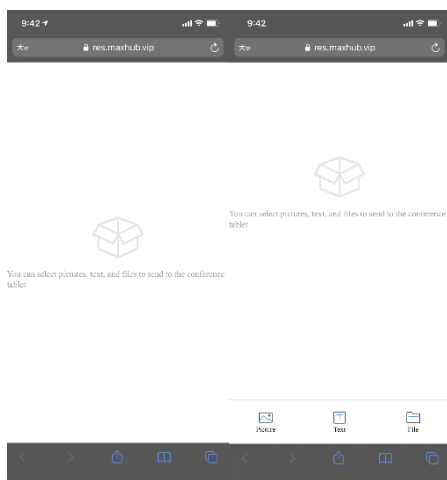 9:42
大 res.maxhub.vip
You can select pictures, text, and files to send to the conference
tablet
9:42
大 res.maxhub.vip
You can select pictures, text, and files to send to the conference
tablet
Picture Text File